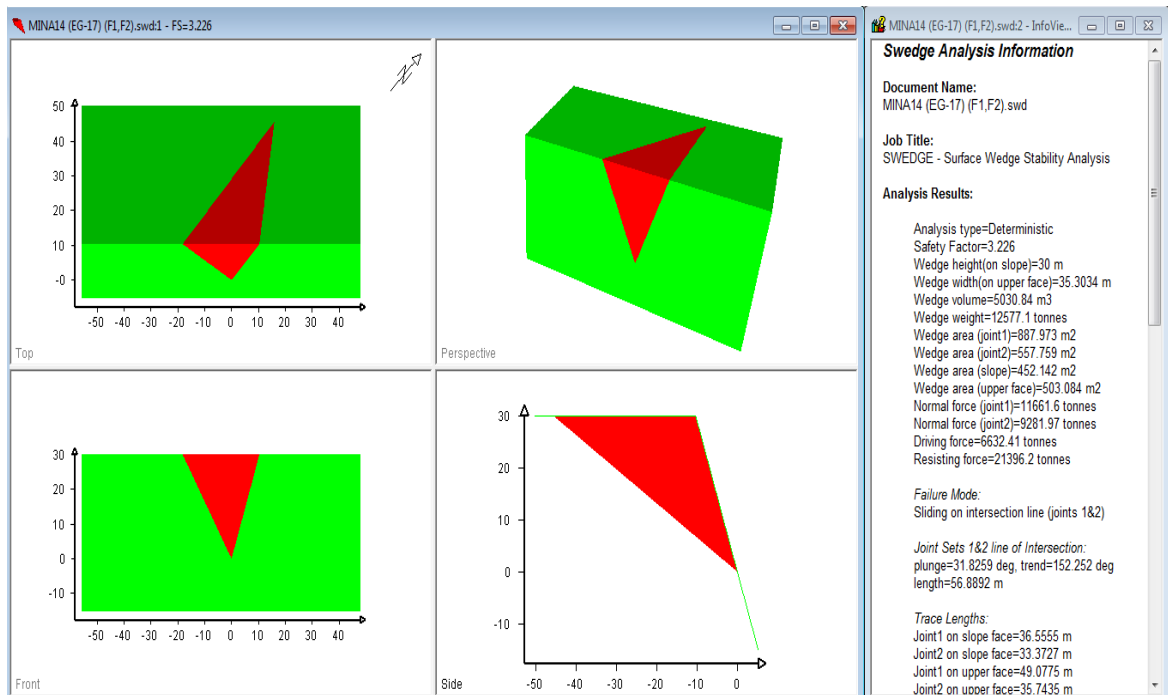 MINA14 (EG-17) (F1,F2).swd:1 - FS=3.226
50
40
30
20
10
-0
-50 -40 -30 -20 -10 0 10 20 30 40
Top
N
Perspective
30
20
10
0
-10
-50 -40 -30 -20 -10 0 10 20 30 40
Front
30
20
10
0
-10
-50 -40 -30 -20 -10 0
Side
MINA14 (EG-17) (F1,F2).swd:2 - InfoVie...
Swedge Analysis Information
Document Name:
MINA14 (EG-17) (F1,F2).swd
Job Title:
SWEDGE - Surface Wedge Stability Analysis
Analysis Results:
Analysis type=Deterministic
Safety Factor=3.226
Wedge height(on slope)=30 m
Wedge width(on upper face)=35.3034 m
Wedge volume=5030.84 m3
Wedge weight=12577.1 tonnes
Wedge area (joint1)=887.973 m2
Wedge area (joint2)=557.759 m2
Wedge area (slope)=452.142 m2
Wedge area (upper face)=503.084 m2
Normal force (joint1)=11661.6 tonnes
Normal force (joint2)=9281.97 tonnes
Driving force=6632.41 tonnes
Resisting force=21396.2 tonnes
Failure Mode:
Sliding on intersection line (joints 1&2)
Joint Sets 1&2 line of Intersection:
plunge=31.8259 deg, trend=152.252 deg
length=56.8892 m
Trace Lengths:
Joint1 on slope face=36.5555 m
Joint2 on slope face=33.3727 m
Joint1 on upper face=49.0775 m
Joint2 on upper face=35.7435 m